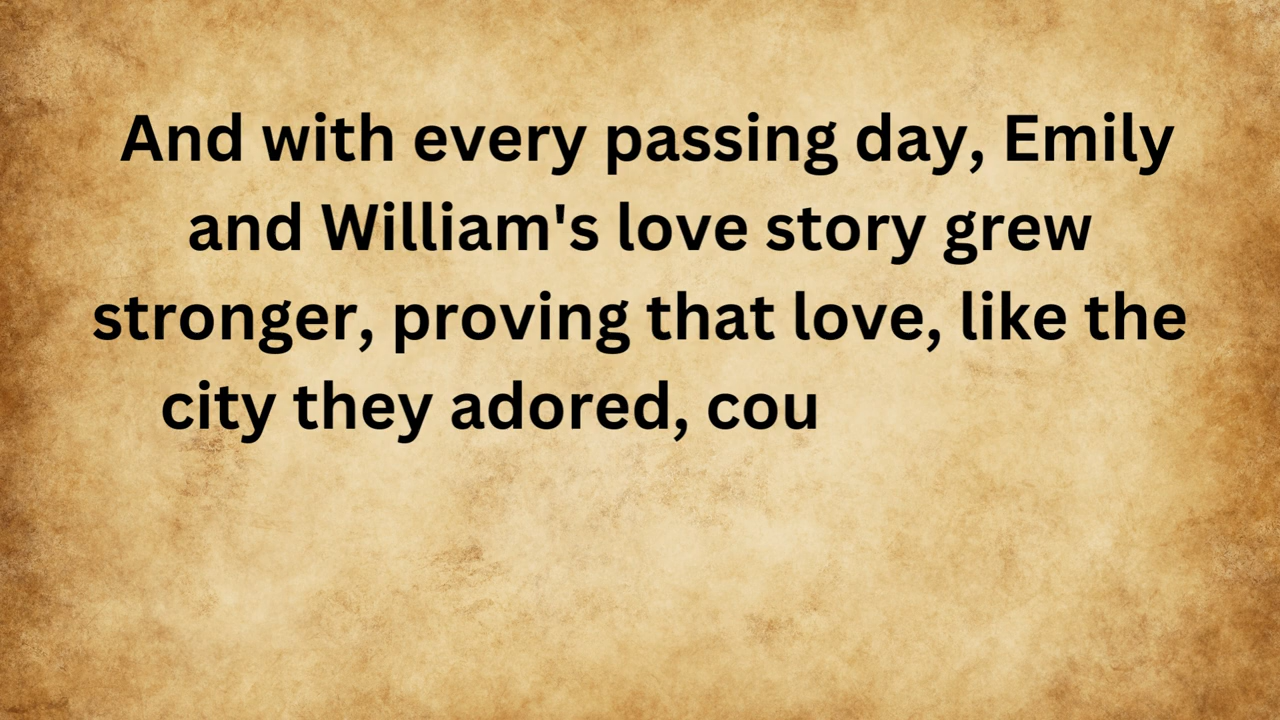 And with every passing day, Emily
and William's love story grew
stronger, proving that love, like the
city they adored, cou